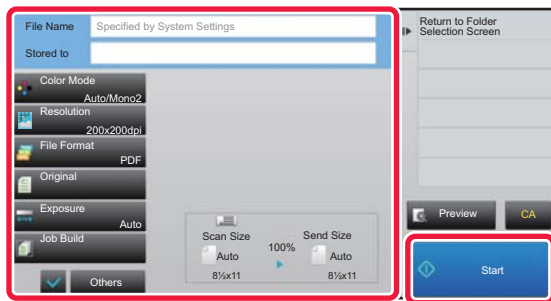 File Name
Specified by System Settings
Stored to
Color Mode
Auto/Mono2
Resolution
200x200dpi
File Format
PDF
Original
Exposure
Auto
Job Build
Others
Scan Size
Auto
8½x11
100%
Send Size
Auto
8½x11
Return to Folder
Selection Screen
Preview
CA
Start